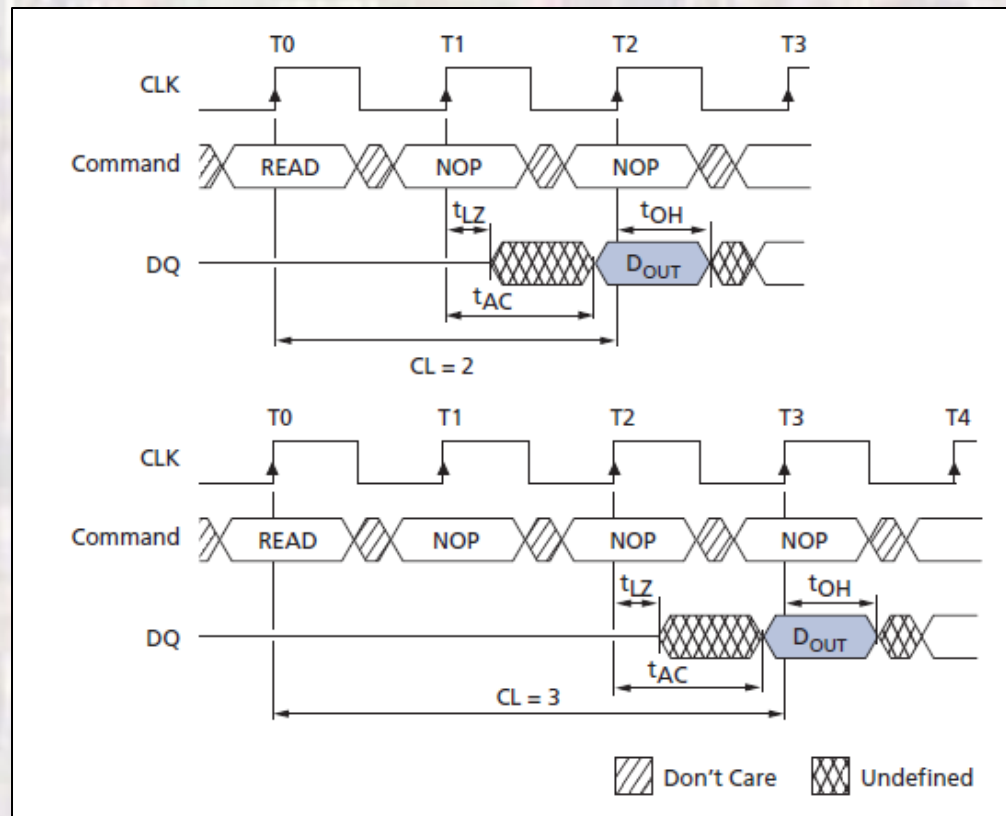 T0 T1 T2 T3
CLK
Command READ NOP NOP
tLZ tOH
DQ DOUT
tAC
CL = 2
T0 T1 T2 T3 T4
CLK
Command READ NOP NOP NOP
tLZ tOH
DQ DOUT
tAC
CL = 3
Don't Care Undefined